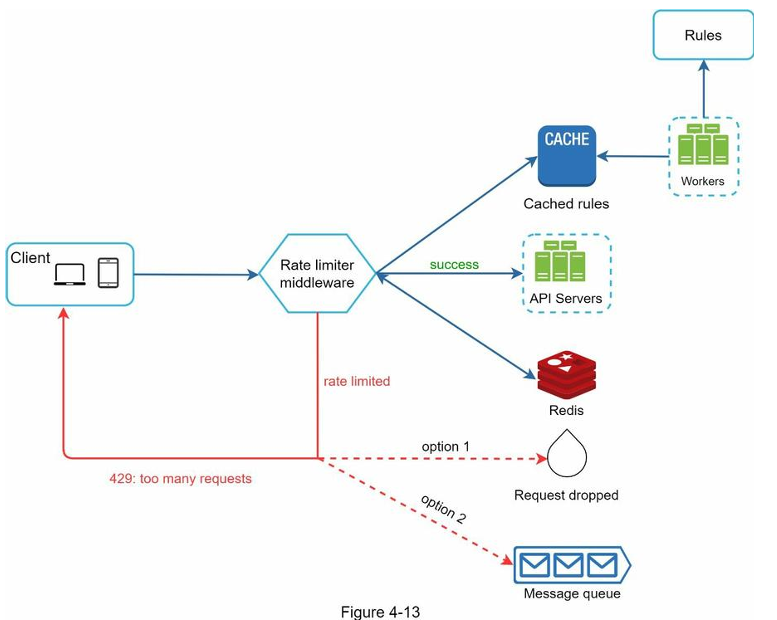 Rules
CACHE
Workers
Cached rules
Client
Rate limiter
middleware
success
API Servers
rate limited
Redis
option 1
429: too many requests
Request dropped
option 2
Message queue
Figure 4-13